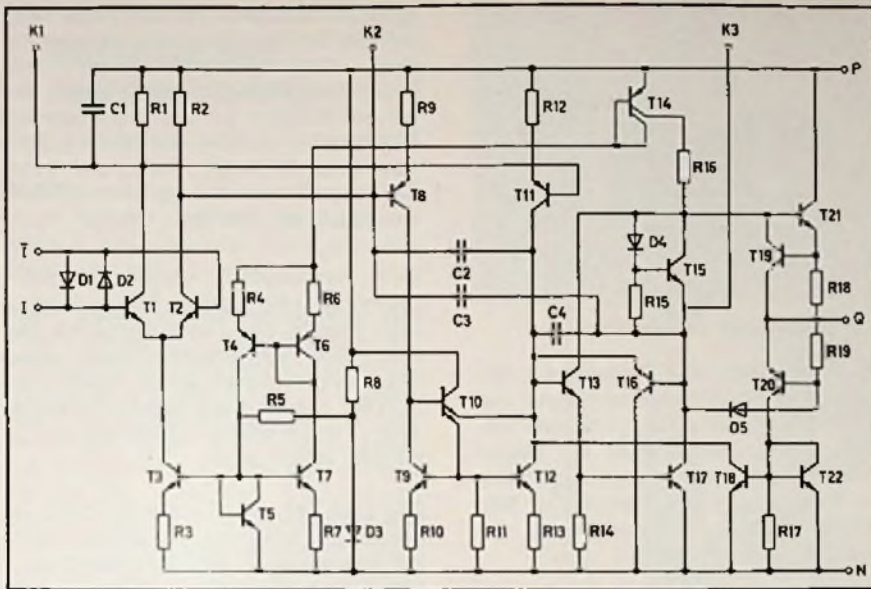 K1 K2 K3
P
C1 R1 R2 R9 R12 T14
R16
T8 T11 T21
D4 T19
I
D1 D2 C2 T15 R18
I T1 T2 R4 R6 C3 R15 Q
C4
T4 T6 R8 R19
T13 T16 T20
R5 T10 D5
T3 T7 T9 T12 T17 T18 T22
T5
R3 R7 D3 R10 R11 R13 R14 R17
N